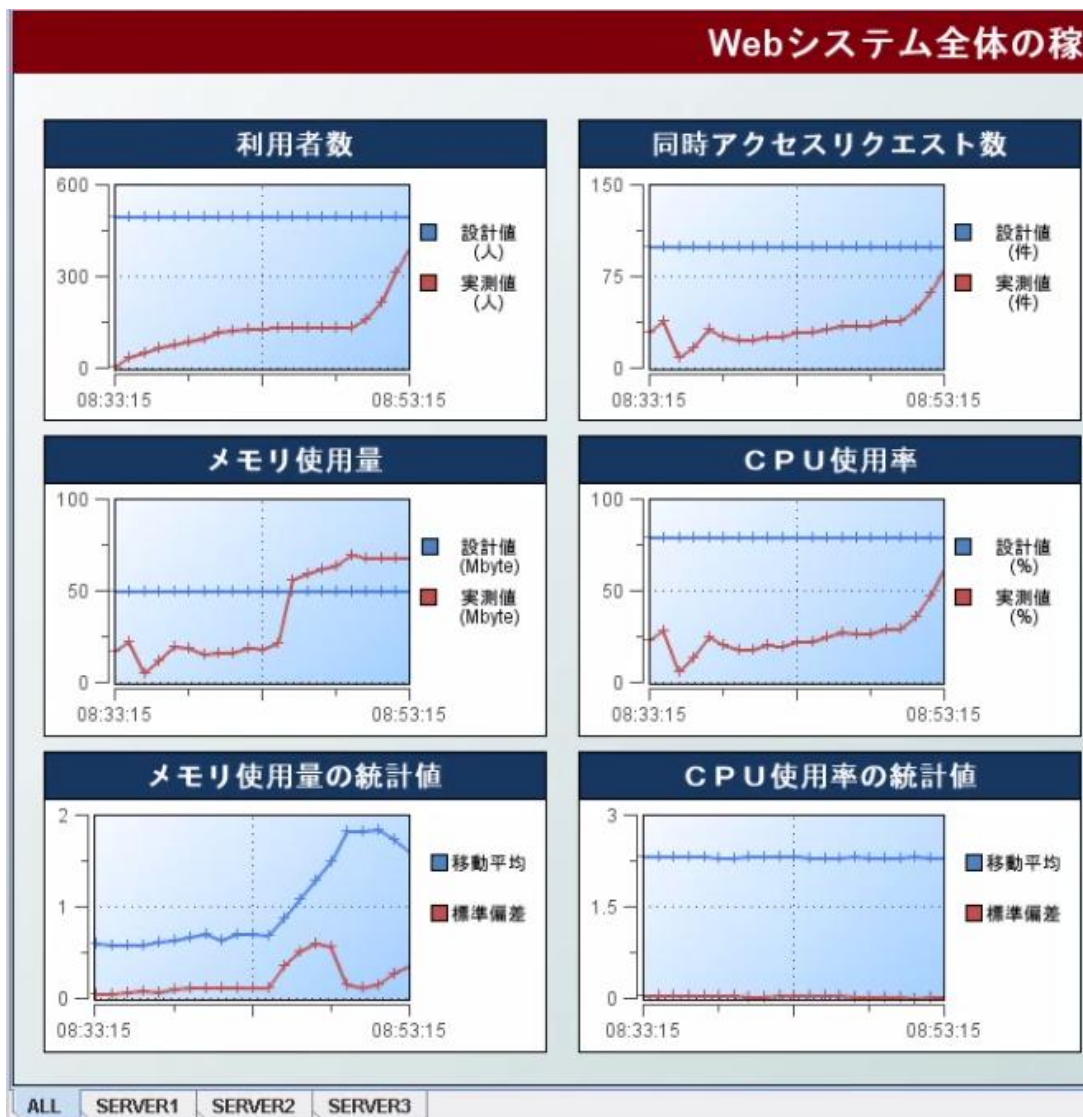 Webシステム全体の稼
利用者数
600
300
0
08:33:15
08:53:15
設計値
(人)
実測値
(人)
同時アクセスリクエスト数
150
75
0
08:33:15
08:53:15
設計値
(件)
実測値
(件)
メモリ使用量
100
50
0
08:33:15
08:53:15
設計値
(Mbyte)
実測値
(Mbyte)
CPU使用率
100
50
0
08:33:15
08:53:15
設計値
(%)
実測値
(%)
メモリ使用量の統計値
2
1
0
08:33:15
08:53:15
移動平均
標準偏差
CPU使用率の統計値
3
1.5
0
08:33:15
08:53:15
移動平均
標準偏差
ALL SERVER1 SERVER2 SERVER3